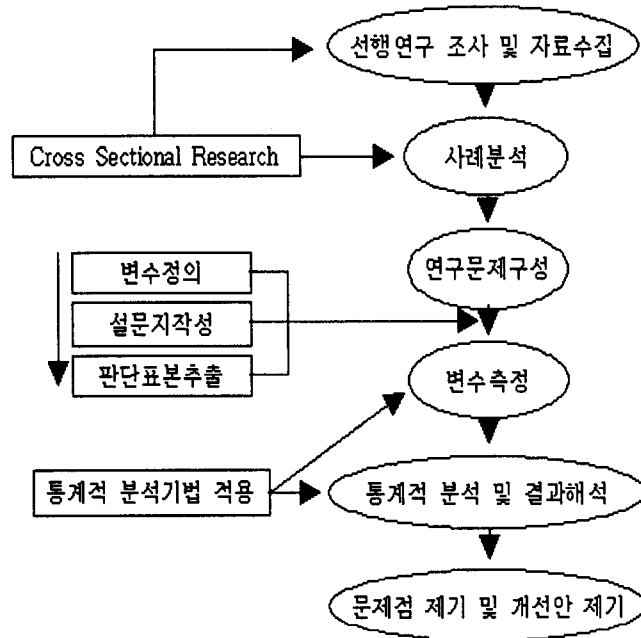 선행연구 조사 및 자료수집
Cross Sectional Research
사례분석
연구문제구성
변수정의
설문지작성
판단표본추출
변수측정
통계적 분석기법 적용
통계적 분석 및 결과해석
문제점 제기 및 개선안 제기